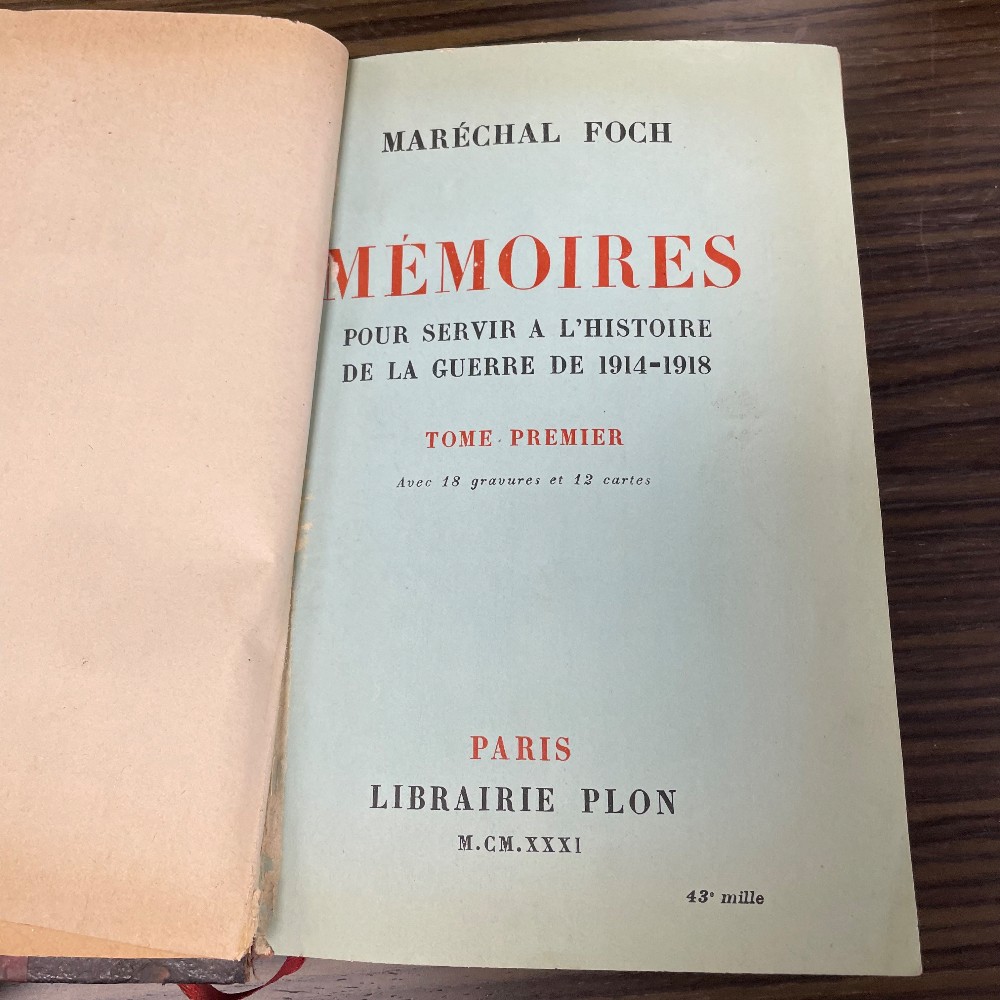 MARÉCHAL FOCH
MÉMOIRES
POUR SERVIR A L'HISTOIRE
DE LA GUERRE DE 1914-1918
TOME PREMIER
Avec 18 gravures et 12 cartes
PARIS
LIBRAIRIE PLON
M.CM.XXXI
43e mille